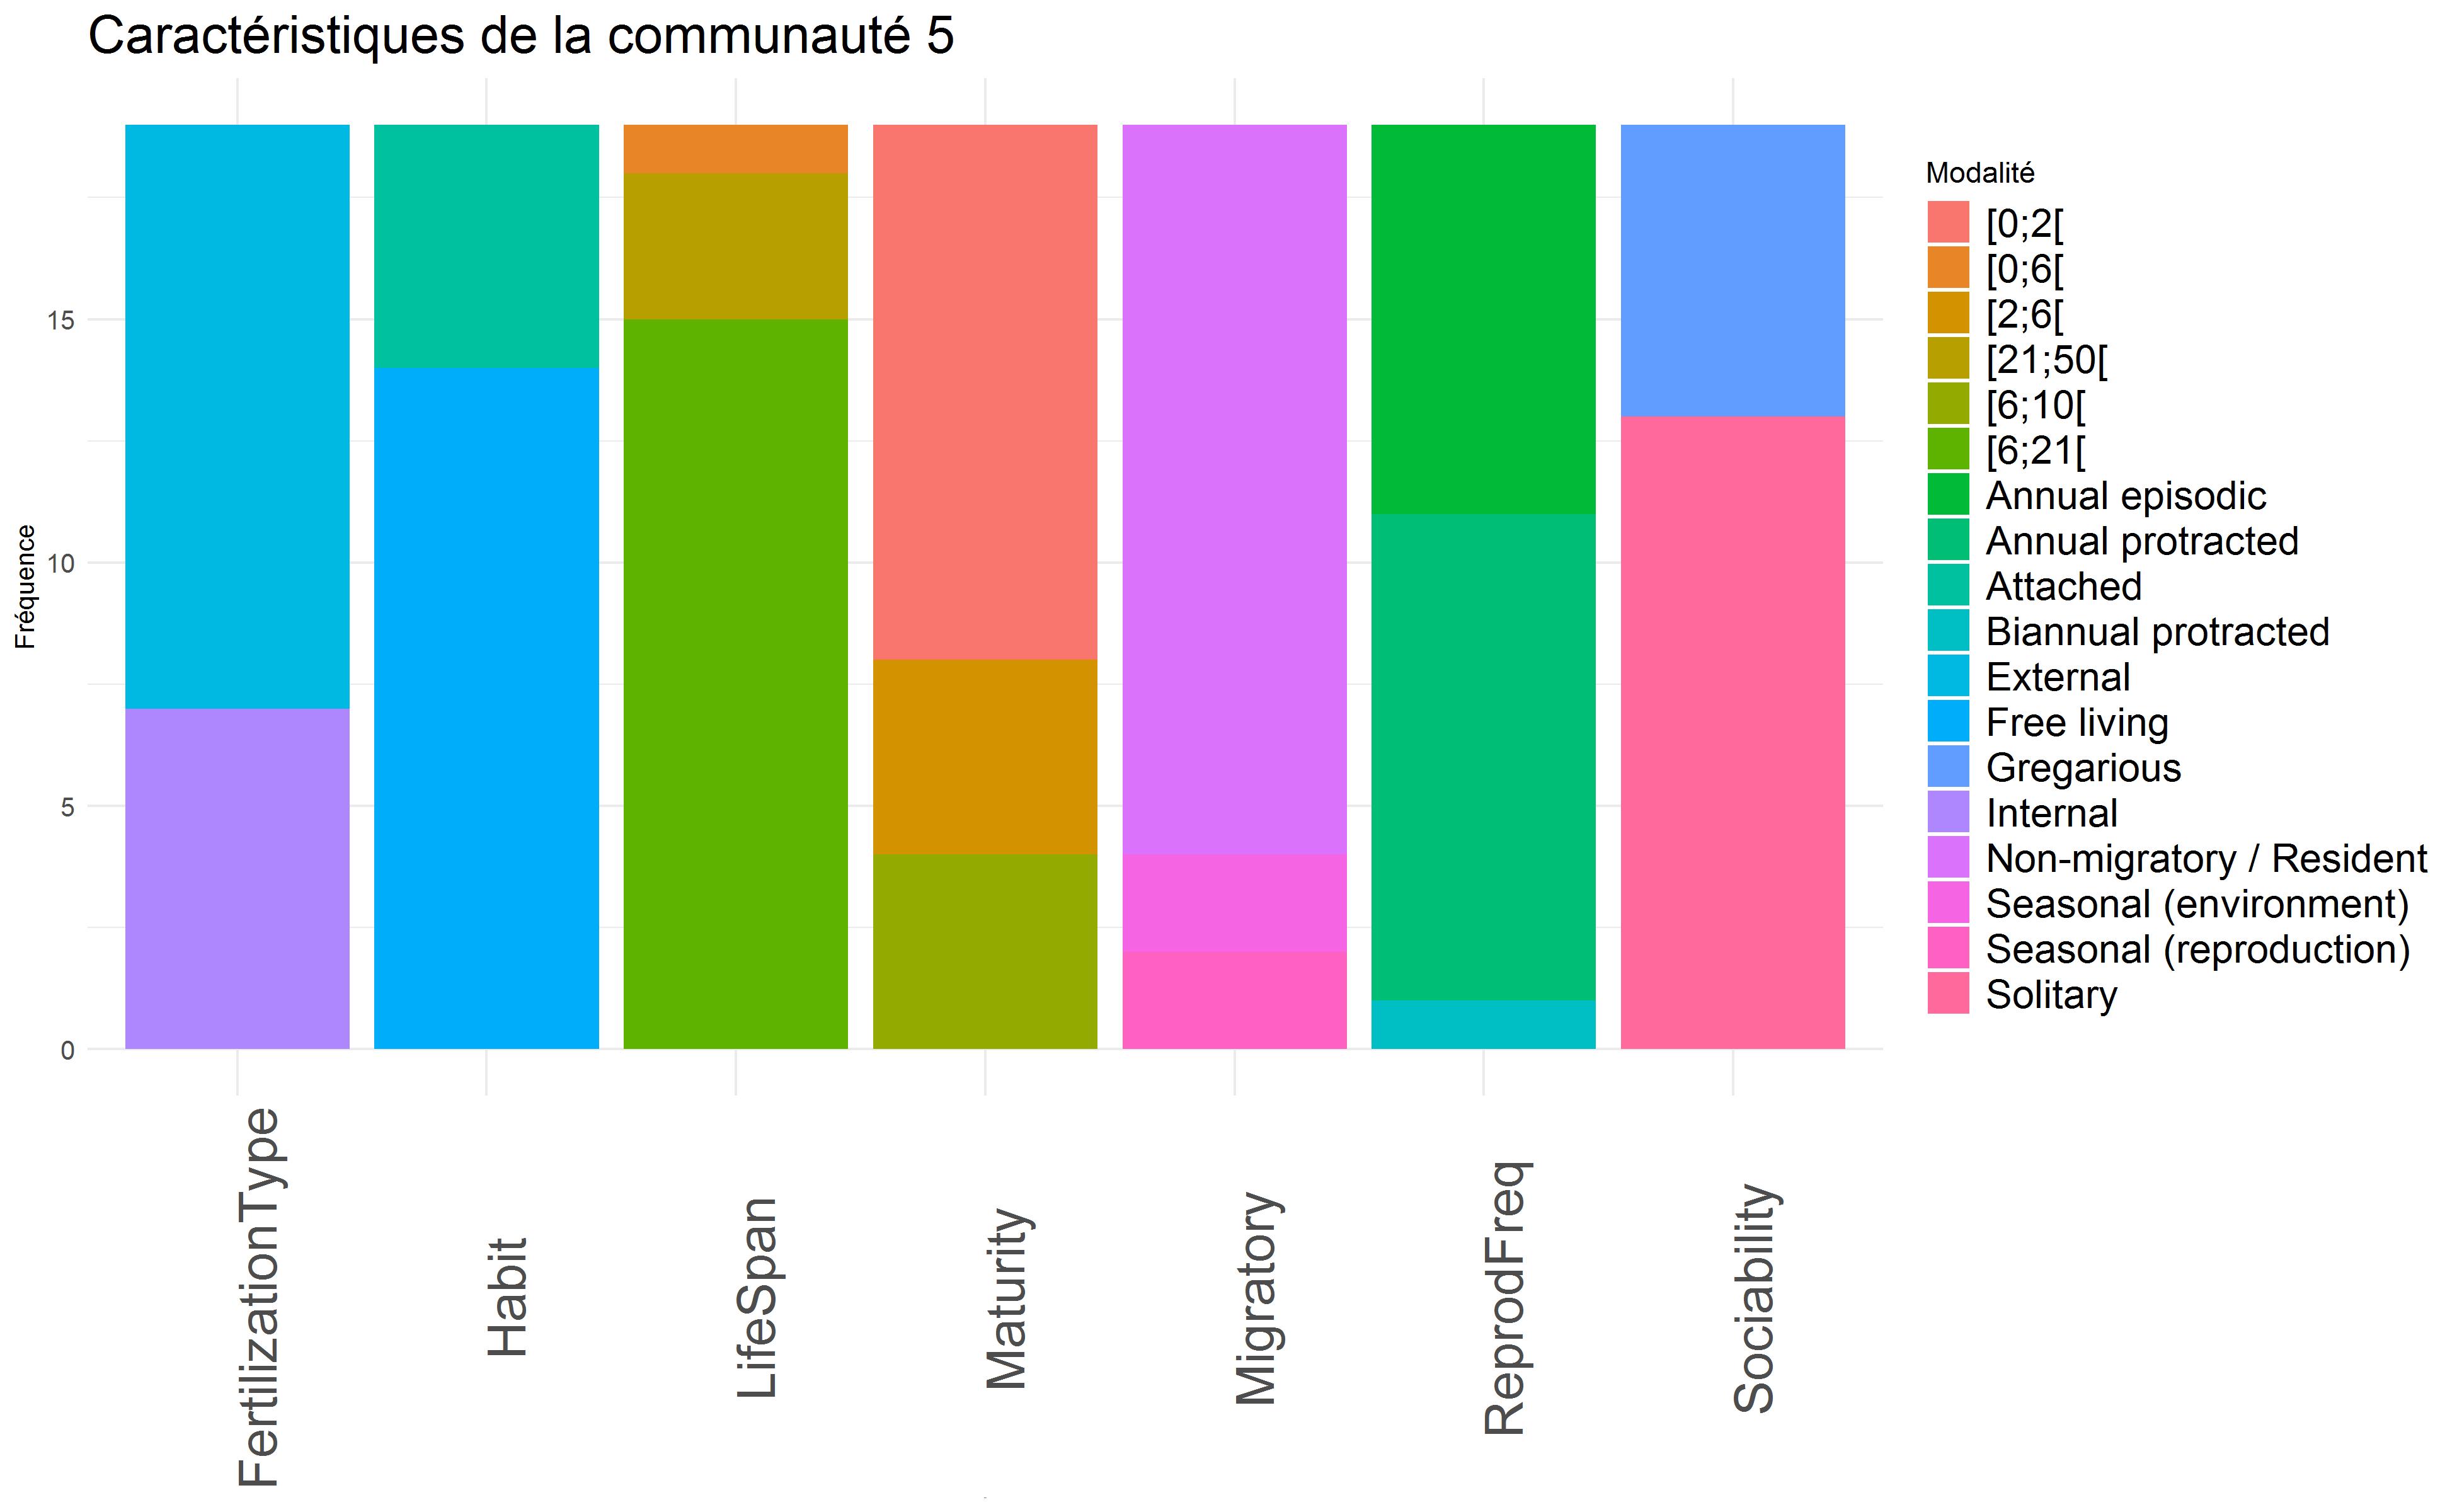 Caractéristiques de la communauté 5
Fréquence
15
10
5
0
FertilizationType
Habit
LifeSpan
Maturity
Migratory
ReprodFreq
Sociability
Modalité
[0;2[
[0;6[
[2;6[
[21;50[
[6;10[
[6;21[
Annual episodic
Annual protracted
Attached
Biannual protracted
External
Free living
Gregarious
Internal
Non-migratory / Resident
Seasonal (environment)
Seasonal (reproduction)
Solitary